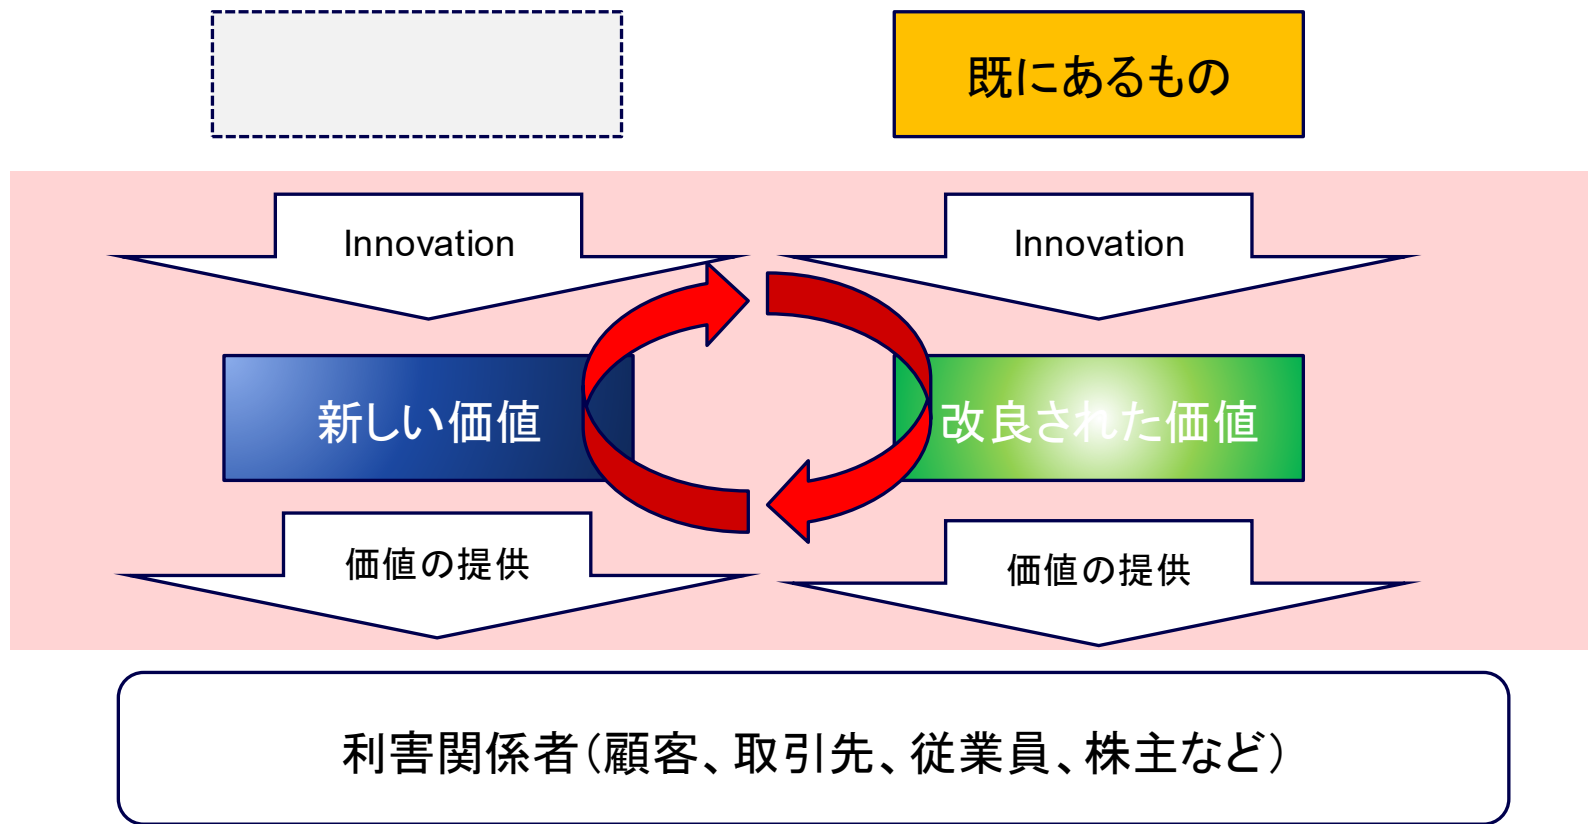 既にあるもの
Innovation
Innovation
新しい価値
改良された価値
価値の提供
価値の提供
利害関係者（顧客、取引先、従業員、株主など）